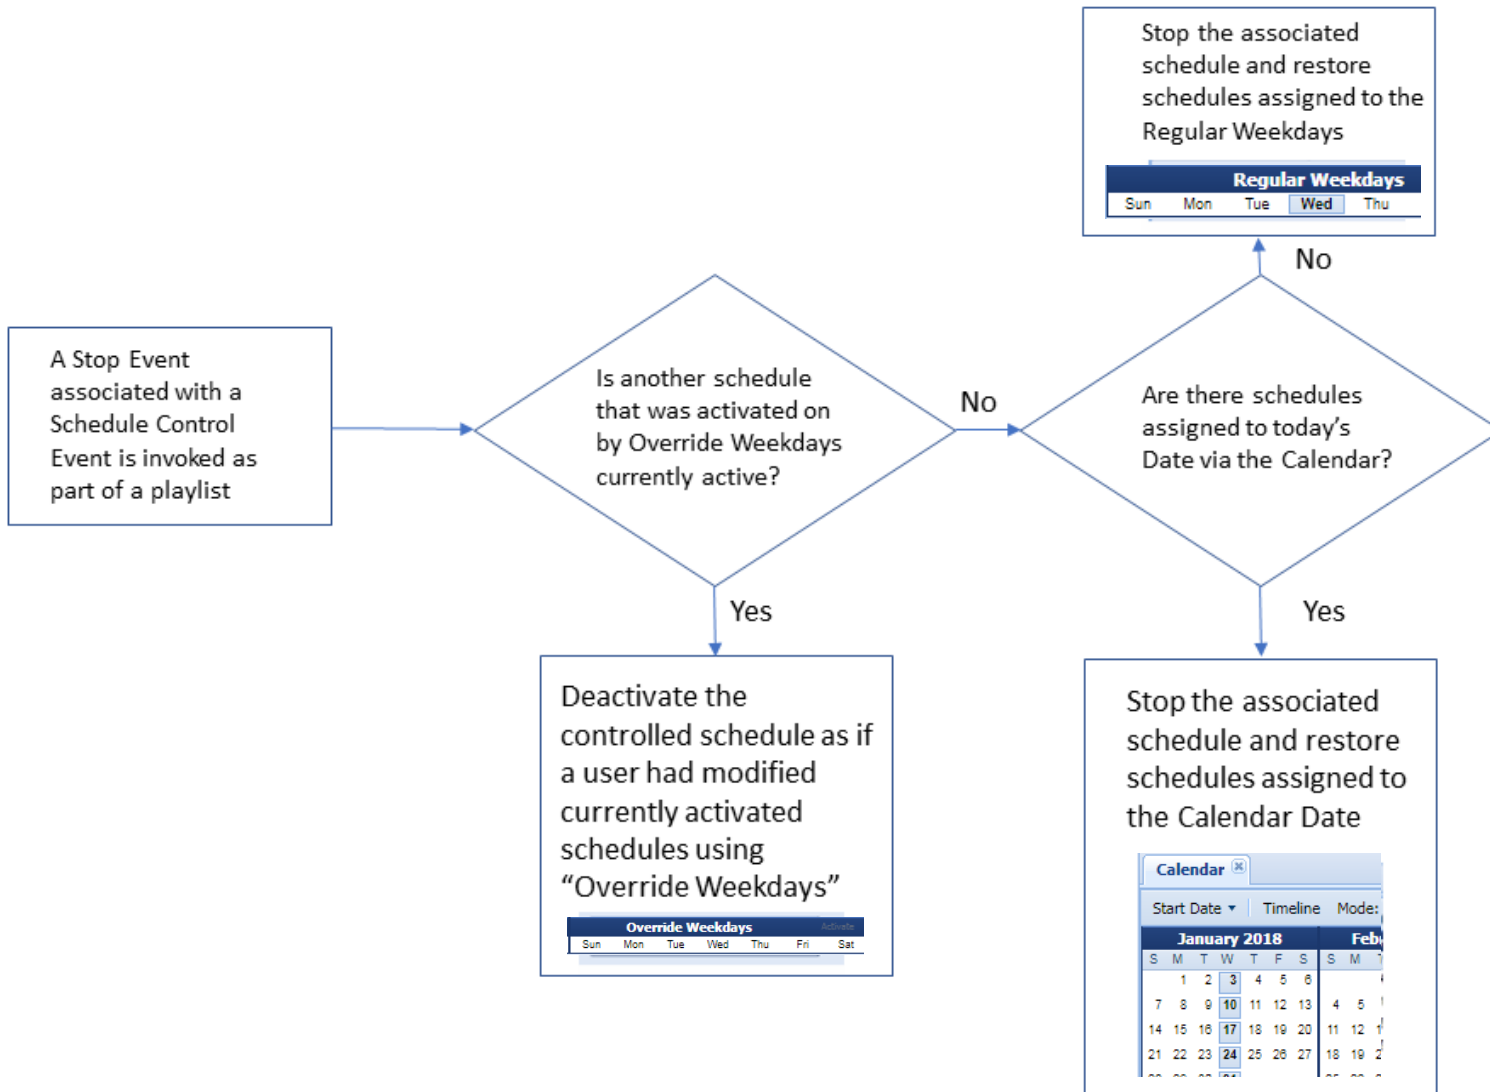 Stop the associated
schedule and restore
schedules assigned to the
Regular Weekdays
Regular Weekdays
Sun Mon Tue Wed Thu
No
A Stop Event
associated with a
Schedule Control
Event is invoked as
part of a playlist
Is another schedule
that was activated on
by Override Weekdays
currently active?
No
Are there schedules
assigned to today's
Date via the Calendar?
Yes
Yes
Deactivate the
controlled schedule as if
a user had modified
currently activated
schedules using
“Override Weekdays”
Override Weekdays Activate
Sun Mon Tue Wed Thu Fri Sat
Stop the associated
schedule and restore
schedules assigned to
the Calendar Date
Calendar
Start Date Timeline Mode:
January 2018
S M T W T F S S M
1 2 3 4 5 6
7 8 9 10 11 12 13 4 5
14 15 16 17 18 19 20 11 12
21 22 23 24 25 26 27 18 19